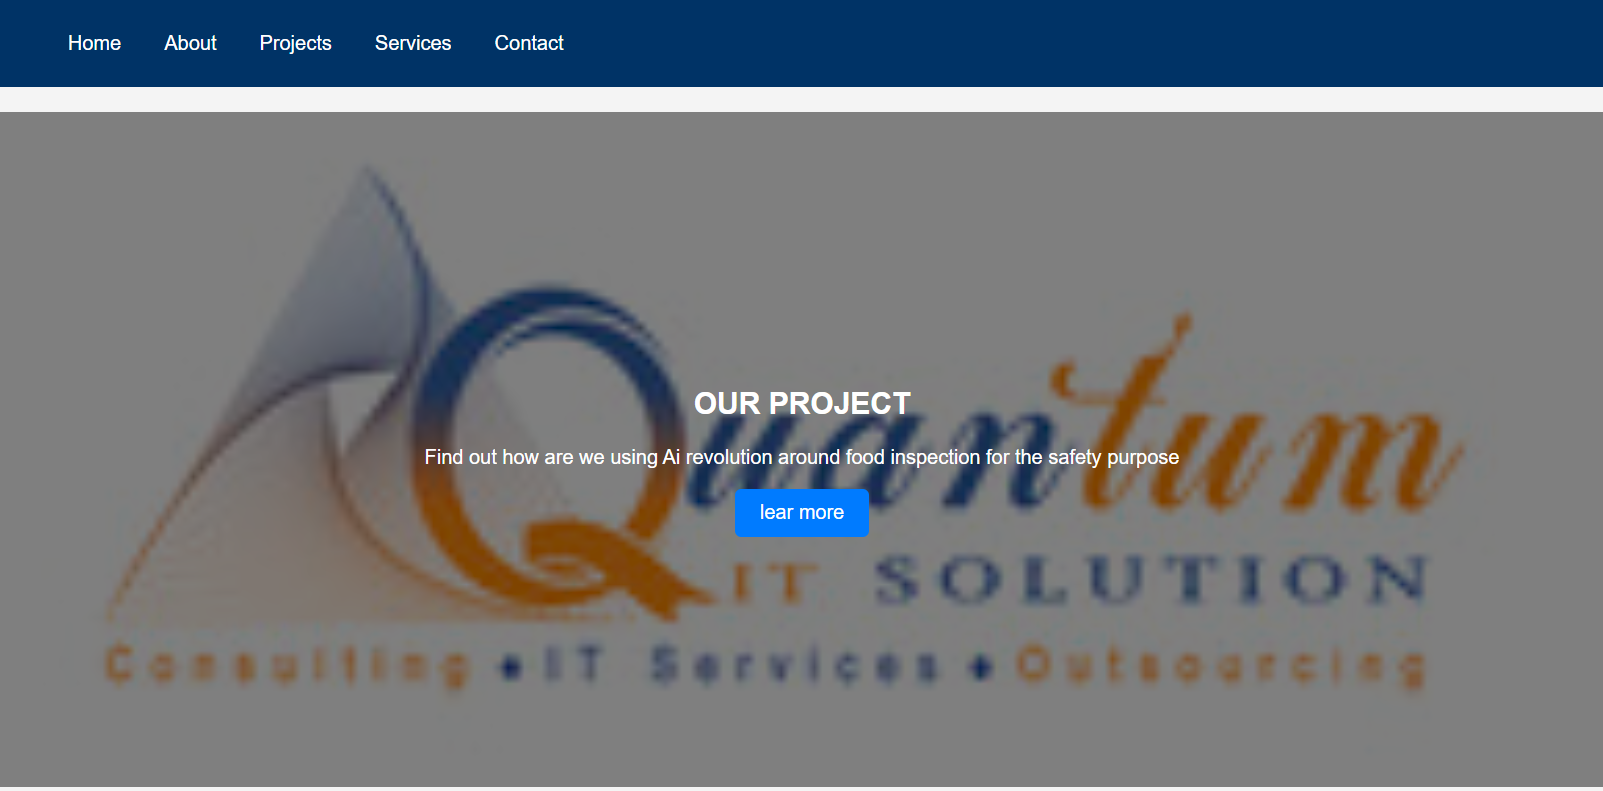 Home About Projects Services Contact
OUR PROJECT
Quantum
Find out how are we using Ai revolution around food inspection for the safety purpose
lear more
IT SOLUTION
Consulting ♦ IT Services ♦ Outsourcing